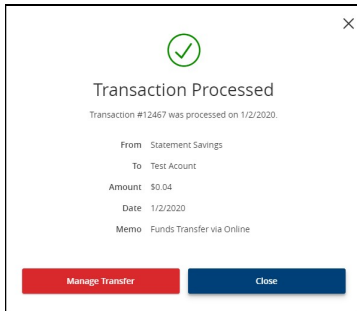 Transaction Processed
Transaction #12467 was processed on 1/2/2020.
From Statement Savings
To Test Acount
Amount $0.04
Date 1/2/2020
Memo Funds Transfer via Online
Manage Transfer Close